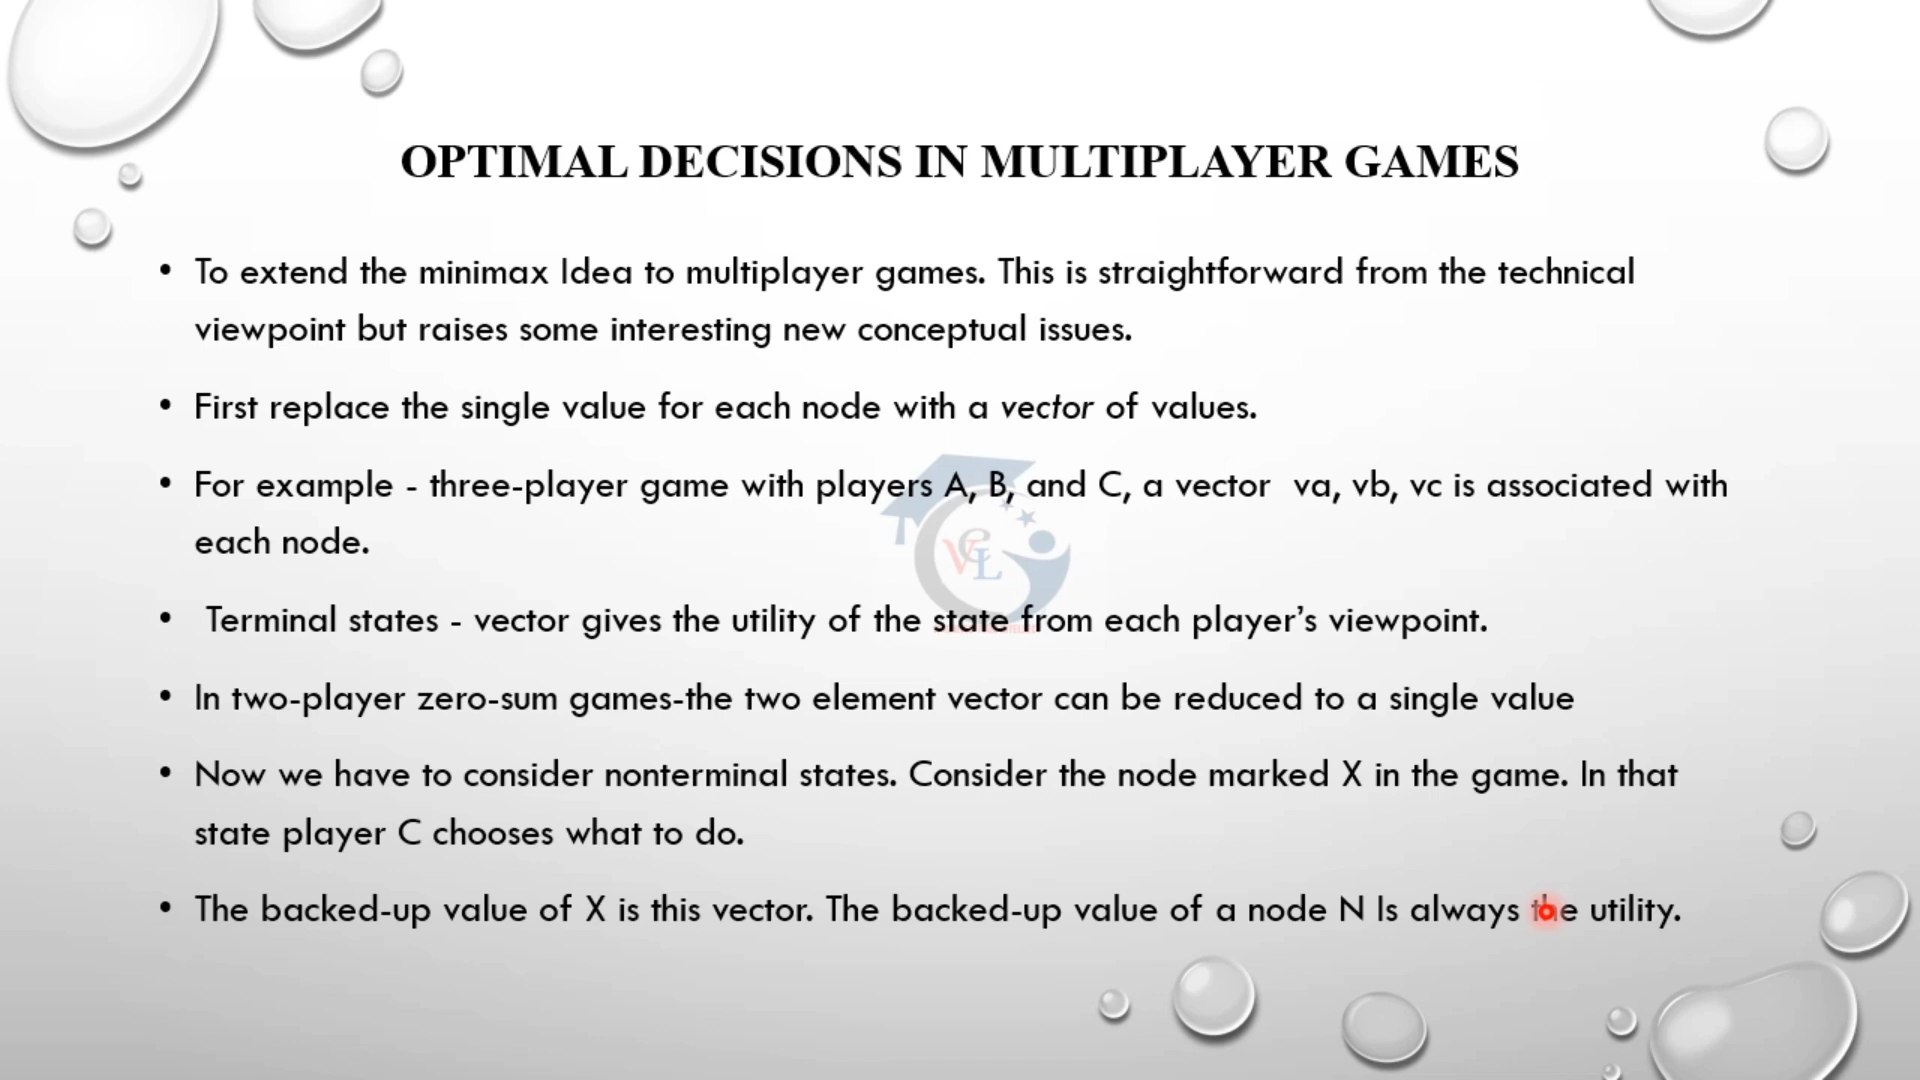 OPTIMAL DECISIONS IN MULTIPLAYER GAMES
• To extend the minimax Idea to multiplayer games. This is straightforward from the technical
viewpoint but raises some interesting new conceptual issues.
• First replace the single value for each node with a vector of values.
• For example - three-player game with players A, B, and C, a vector va, vb, vc is associated with
each node.
• Terminal states - vector gives the utility of the state from each player’s viewpoint.
• In two-player zero-sum games-the two element vector can be reduced to a single value
• Now we have to consider nonterminal states. Consider the node marked X in the game. In that
state player C chooses what to do.
• The backed-up value of X is this vector. The backed-up value of a node N Is always the utility.
VeL